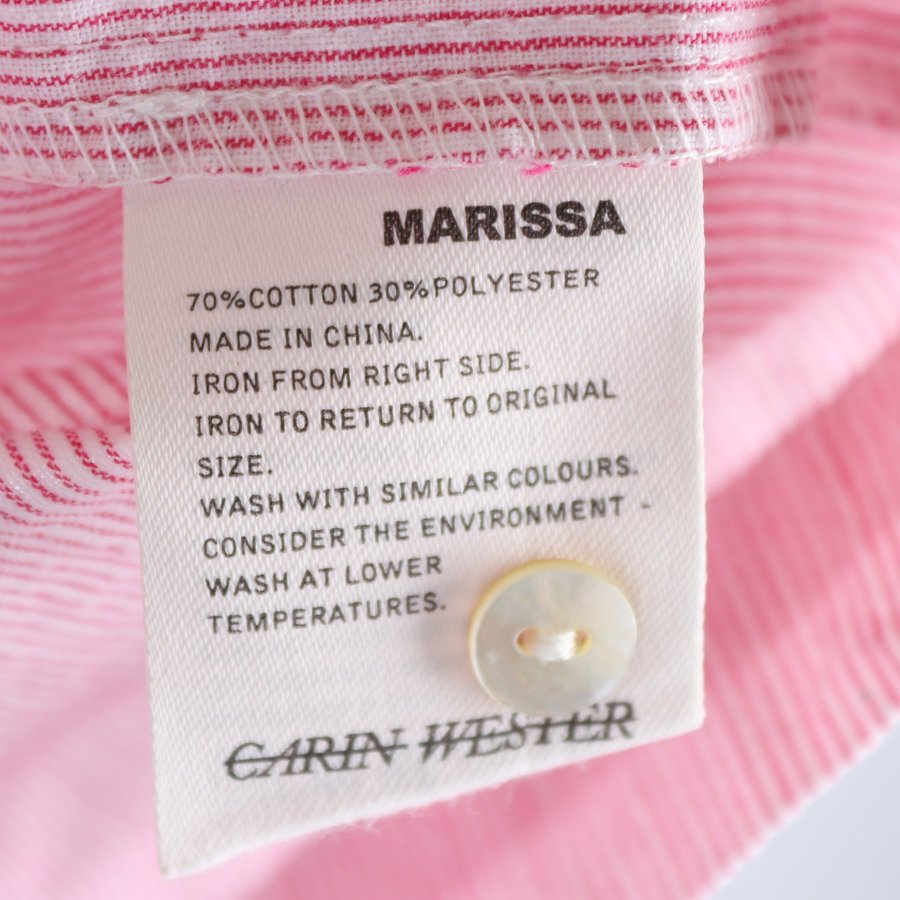 MARISSA
70%COTTON 30%POLYESTER
MADE IN CHINA.
IRON FROM RIGHT SIDE.
IRON TO RETURN TO ORIGINAL
SIZE.
WASH WITH SIMILAR COLOURS.
CONSIDER THE ENVIRONMENT -
WASH AT LOWER
TEMPERATURES.
CARIN WESTER